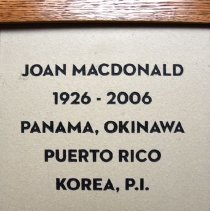 JOAN MACDONALD
1926 - 2006
PANAMA, OKINAWA
PUERTO RICO
KOREA, P.I.